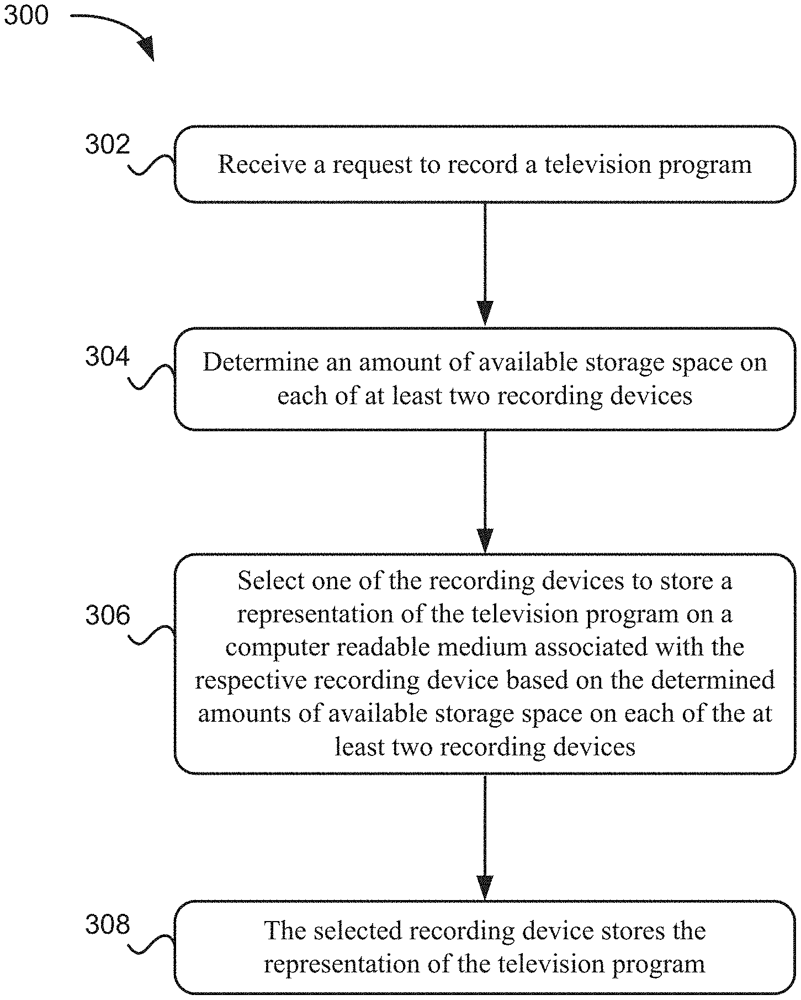 300
302
Receive a request to record a television program
304
Determine an amount of available storage space on
each of at least two recording devices
306
Select one of the recording devices to store a
representation of the television program on a
computer readable medium associated with the
respective recording device based on the determined
amounts of available storage space on each of the at
least two recording devices
308
The selected recording device stores the
representation of the television program